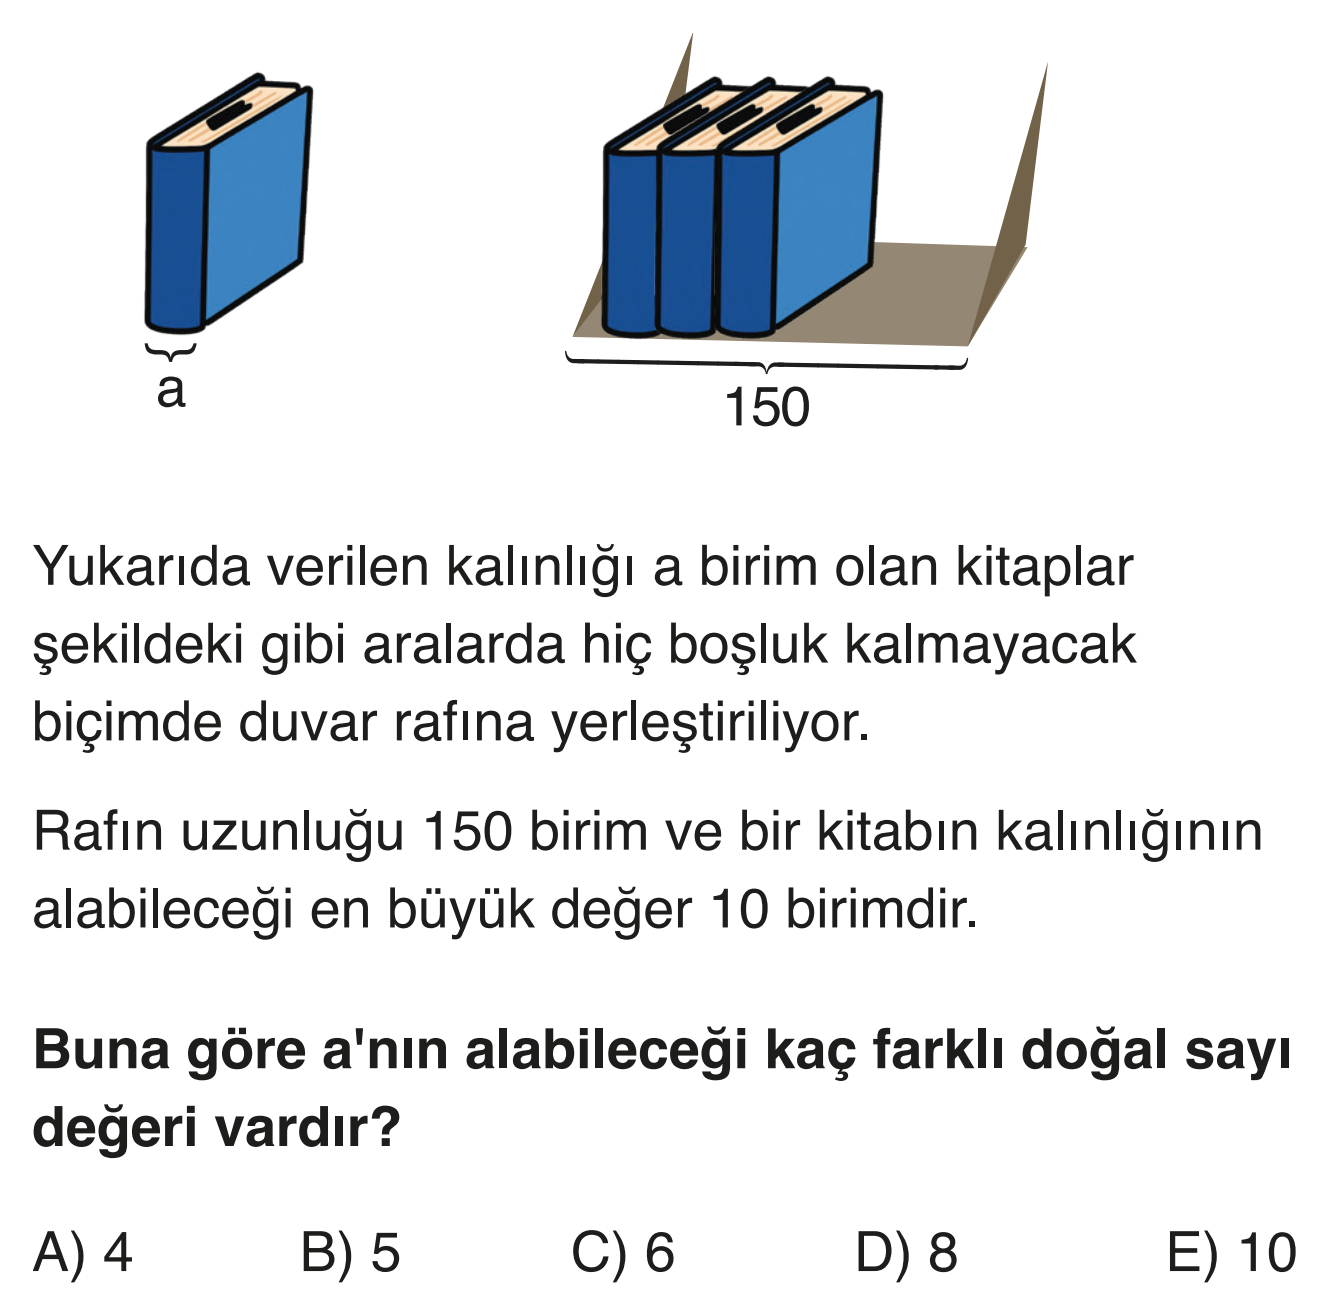 a
150
Yukarıda verilen kalınlığı a birim olan kitaplar
şekildeki gibi aralarda hiç boşluk kalmayacak
biçimde duvar rafına yerleştiriliyor.
Rafın uzunluğu 150 birim ve bir kitabın kalınlığının
alabileceği en büyük değer 10 birimdir.
Buna göre a'nın alabileceği kaç farklı doğal sayı
değeri vardır?
A) 4 B) 5 C) 6 D) 8 E) 10